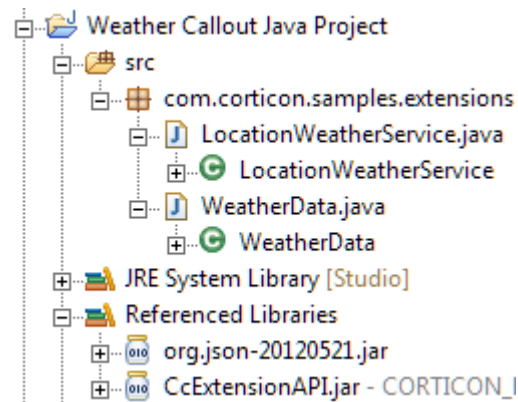 Weather Callout Java Project
src
com.corticon.samples.extensions
LocationWeatherService.java
LocationWeatherService
WeatherData.java
WeatherData
JRE System Library [Studio]
Referenced Libraries
org.json-20120521.jar
CcExtensionAPI.jar - CORTICON_